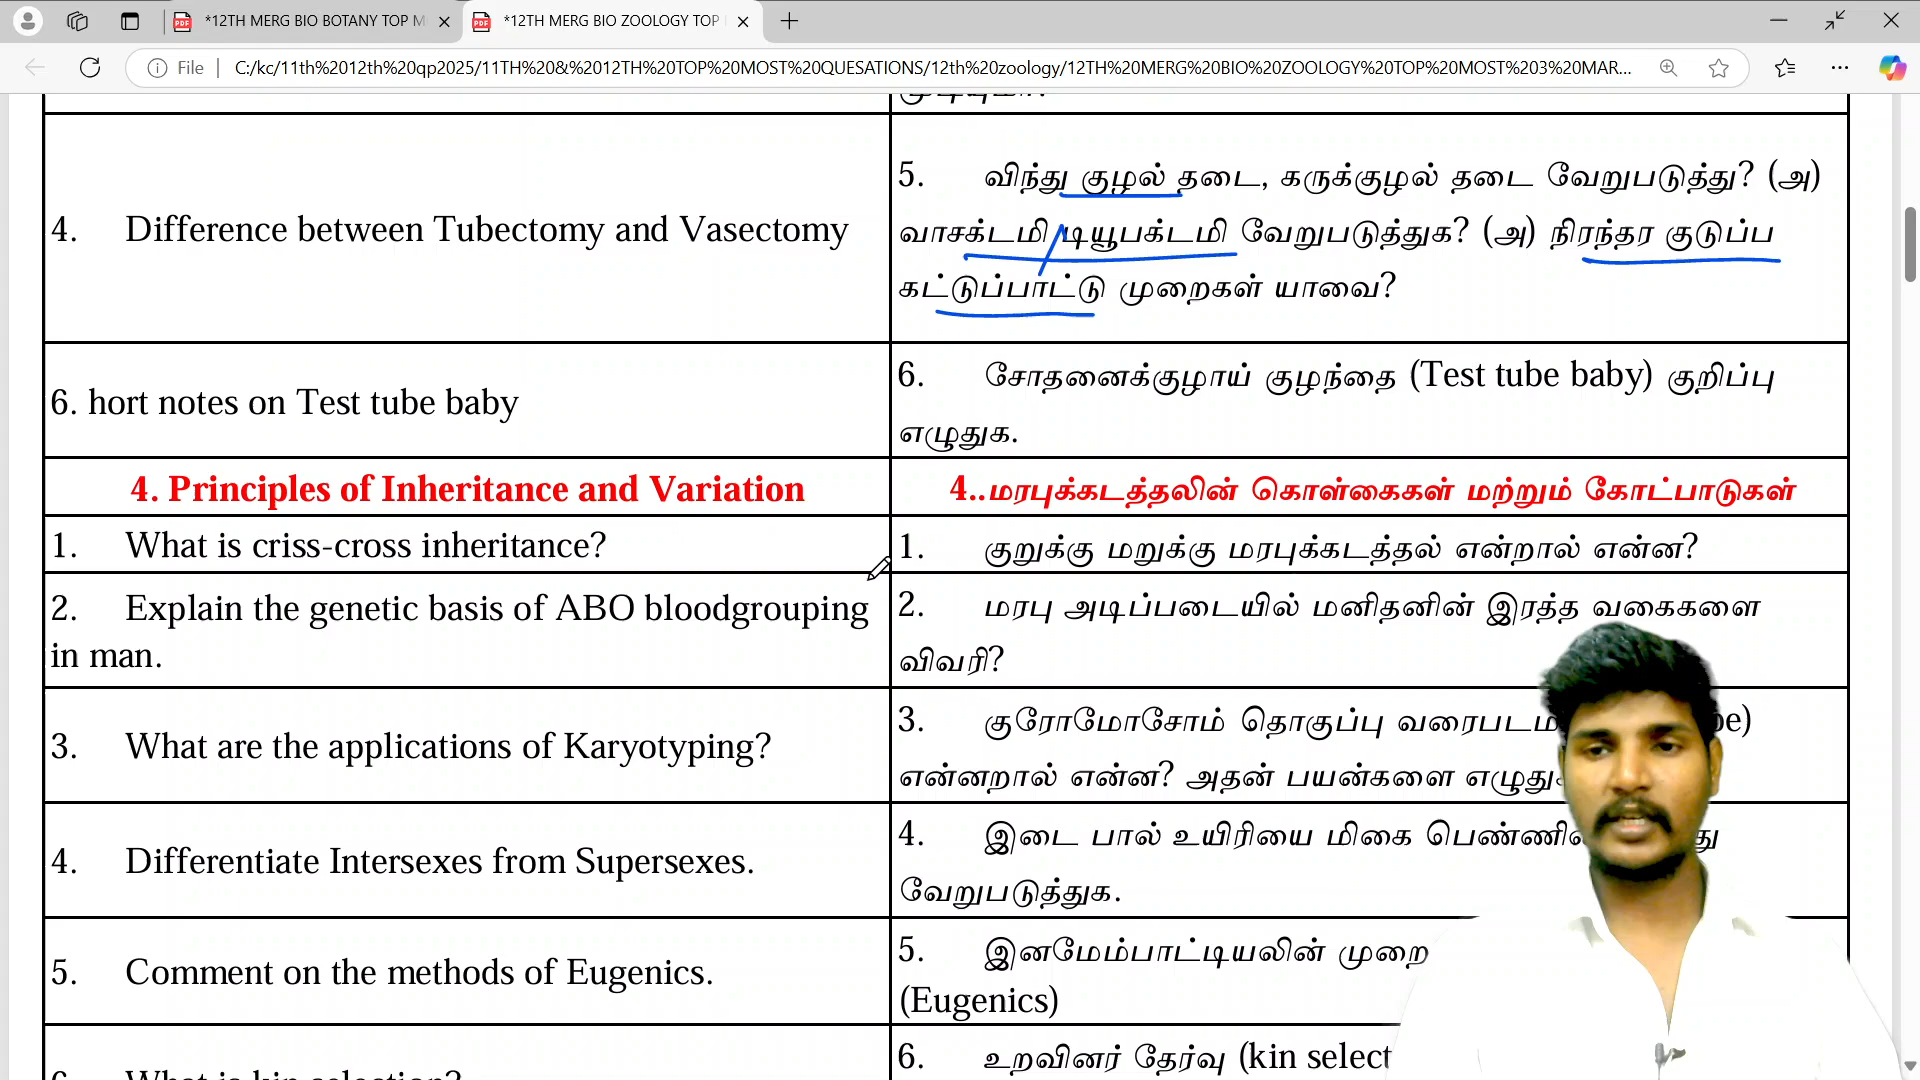 *12TH MERG BIO BOTANY TOP M
*12TH MERG BIO ZOOLOGY TOP
File
C:/kc/11th%2012th%20qp2025/11TH%20&%2012TH%20TOP%20MOST%20QUESATIONS/12th%20zoology/12TH%20MERG%20BIO%20ZOOLOGY%20TOP%20MOST%203%20MAR...
4. Difference between Tubectomy and Vasectomy
5. விந்து குழல் தடை, கருக்குழல் தடை வேறுபடுத்து? (அ)
வாசக்டமி டியூபக்டமி வேறுபடுத்துக? (அ) நிரந்தர குடுப்ப
கட்டுப்பாட்டு முறைகள் யாவை?
6. hort notes on Test tube baby
6. சோதனைக்குழாய் குழந்தை (Test tube baby) குறிப்பு
எழுதுக.
4. Principles of Inheritance and Variation
4..மரபுக்கடத்தலின் கொள்கைகள் மற்றும் கோட்பாடுகள்
1. What is criss-cross inheritance?
1. குறுக்கு மறுக்கு மரபுக்கடத்தல் என்றால் என்ன?
2. Explain the genetic basis of ABO bloodgrouping
in man.
2. மரபு அடிப்படையில் மனிதனின் இரத்த வகைகளை
விவரி?
3. What are the applications of Karyotyping?
3. குரோமோசோம் தொகுப்பு வரைபடம்
என்னறால் என்ன? அதன் பயன்களை
4. Differentiate Intersexes from Supersexes.
4. இடை பால் உயிரியை மிகை
வேறுபடுத்துக.
5. Comment on the methods of Eugenics.
5. இனமேம்பாட்டியலின் முறை
(Eugenics)
6. What is kin selection?
6. உறவினர் தேர்வு (kin select